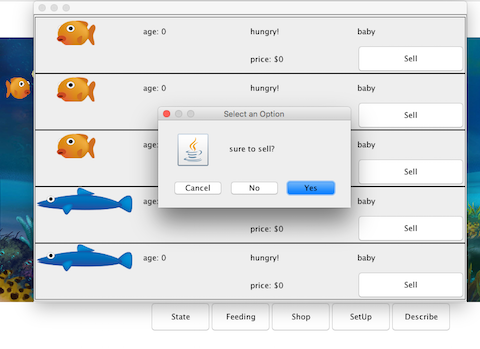 age: 0 hungry! baby
price: $0 Sell
age: 0 hungry! baby
price: $0 Sell
Select an Option
baby
sure to sell?
Sell
Cancel No Yes
baby
price: $0 Sell
age: 0 hungry! baby
price: $0 Sell
State Feeding Shop SetUp Describe